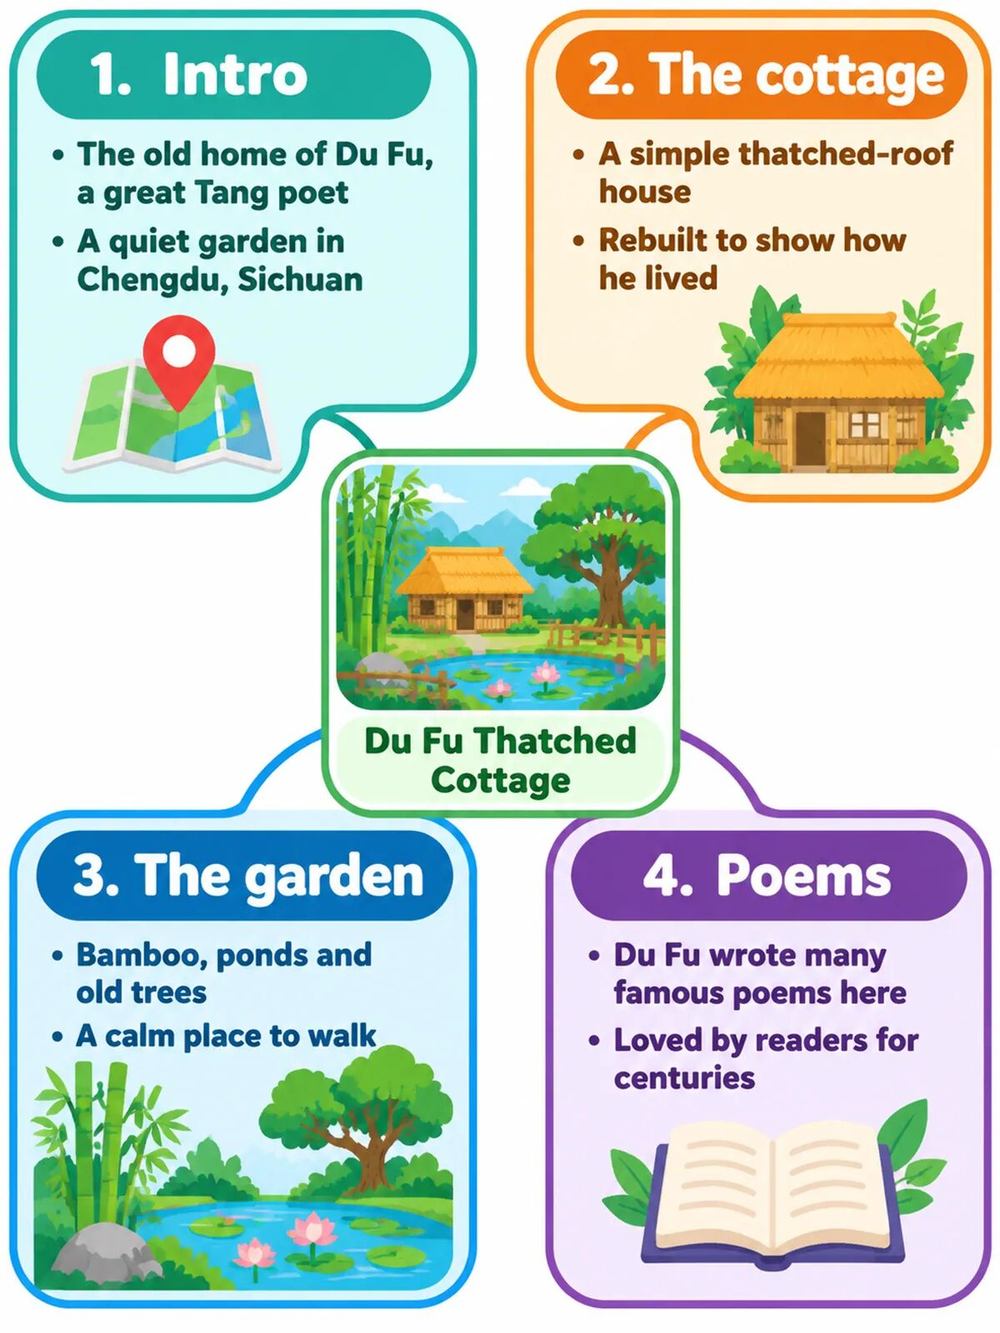 1. Intro
• The old home of Du Fu,
a great Tang poet
• A quiet garden in
Chengdu, Sichuan
2. The cottage
• A simple thatched-roof
house
• Rebuilt to show how
he lived
Du Fu Thatched
Cottage
3. The garden
• Bamboo, ponds and
old trees
• A calm place to walk
4. Poems
• Du Fu wrote many
famous poems here
• Loved by readers for
centuries